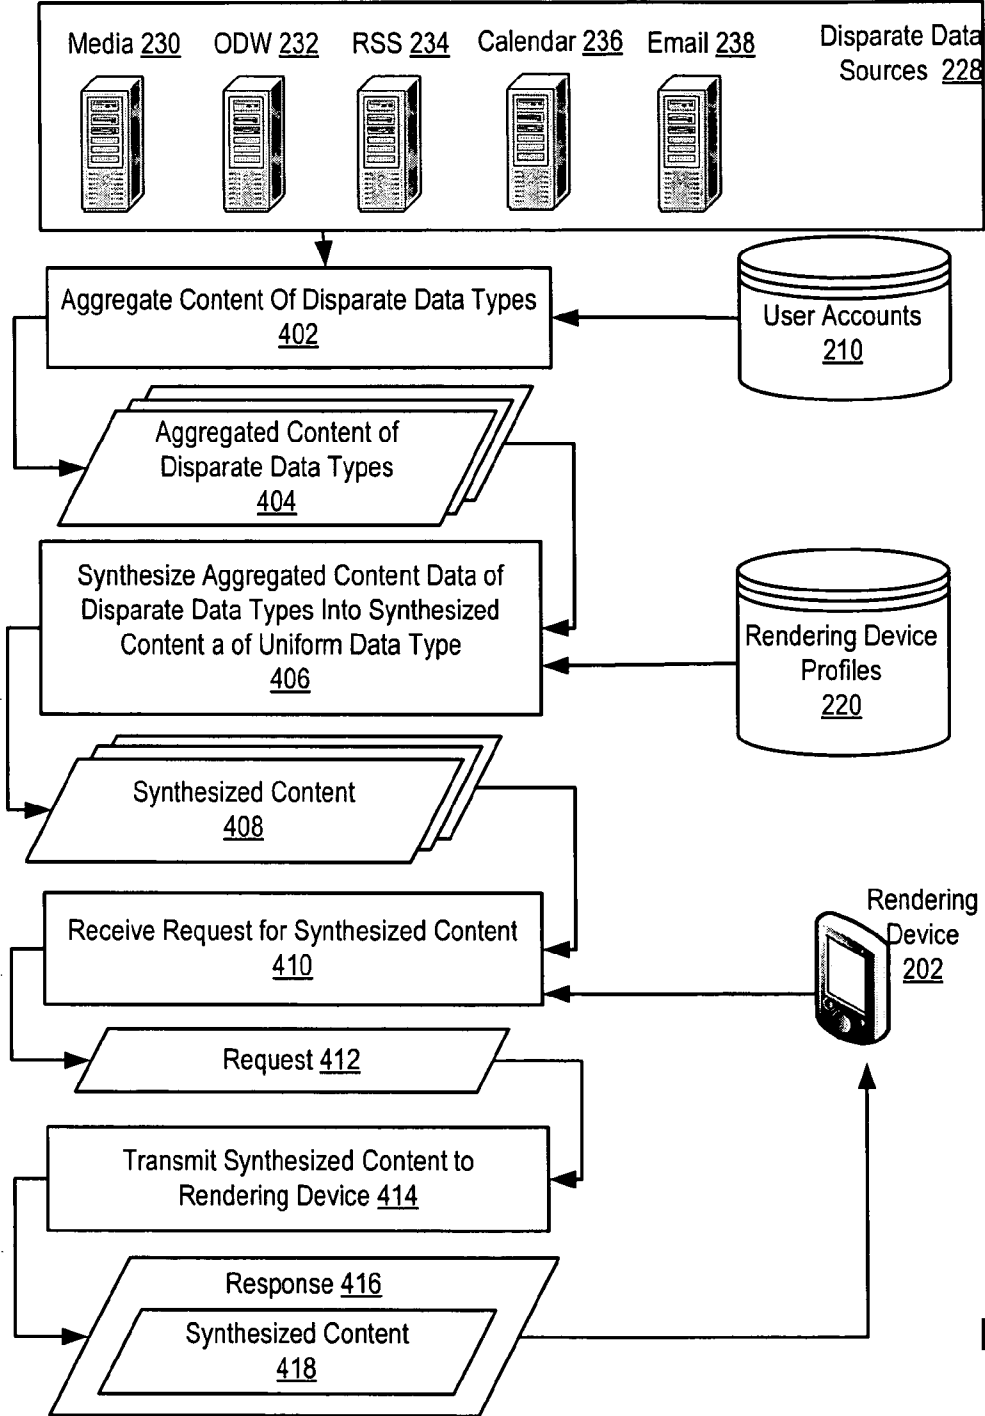 Media 230
ODW 232
RSS 234
Calendar 236
Email 238
Disparate Data
Sources 228
Aggregate Content Of Disparate Data Types
402
User Accounts
210
Aggregated Content of
Disparate Data Types
404
Synthesize Aggregated Content Data of
Disparate Data Types Into Synthesized
Content a of Uniform Data Type
406
Rendering Device
Profiles
220
Synthesized Content
408
Receive Request for Synthesized Content
410
Rendering
Device
202
Request 412
Transmit Synthesized Content to
Rendering Device 414
Response 416
Synthesized Content
418